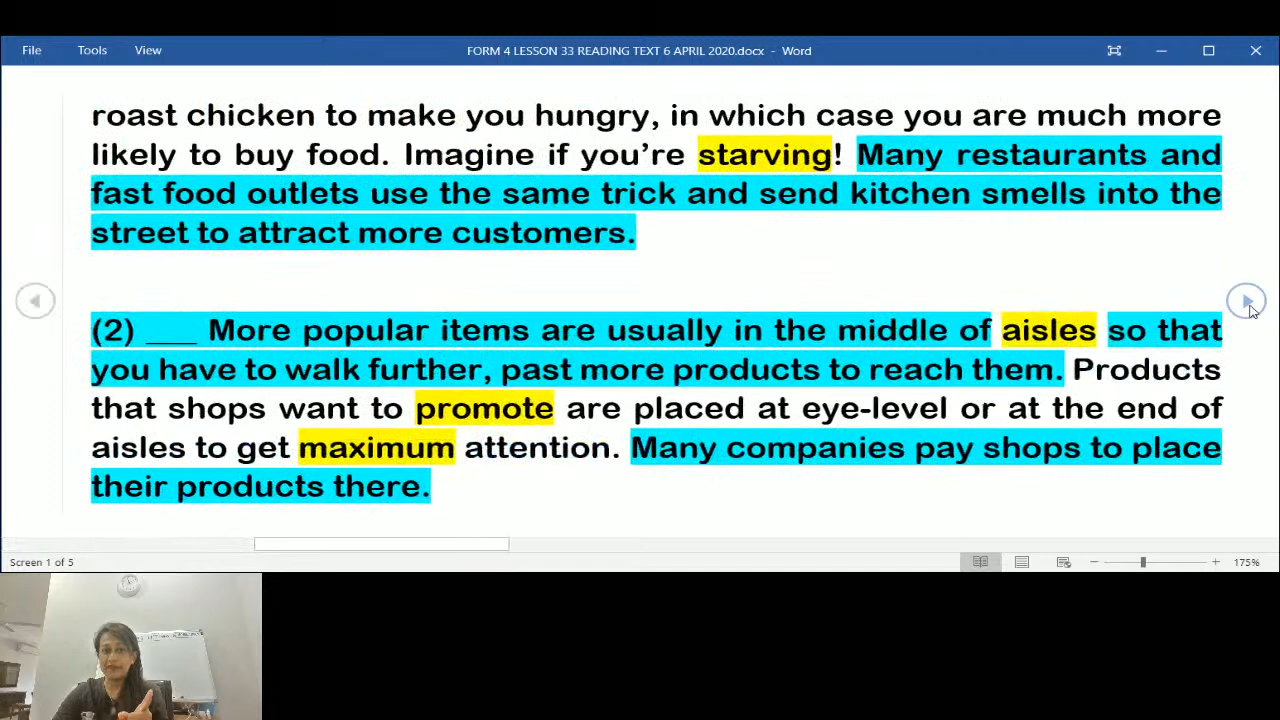 File Tools View FORM 4 LESSON 33 READING TEXT 6 APRIL 2020.docx - Word
roast chicken to make you hungry, in which case you are much more
likely to buy food. Imagine if you're starving! Many restaurants and
fast food outlets use the same trick and send kitchen smells into the
street to attract more customers.
(2) ___ More popular items are usually in the middle of aisles so that
you have to walk further, past more products to reach them. Products
that shops want to promote are placed at eye-level or at the end of
aisles to get maximum attention. Many companies pay shops to place
their products there.
Screen 1 of 5 175%